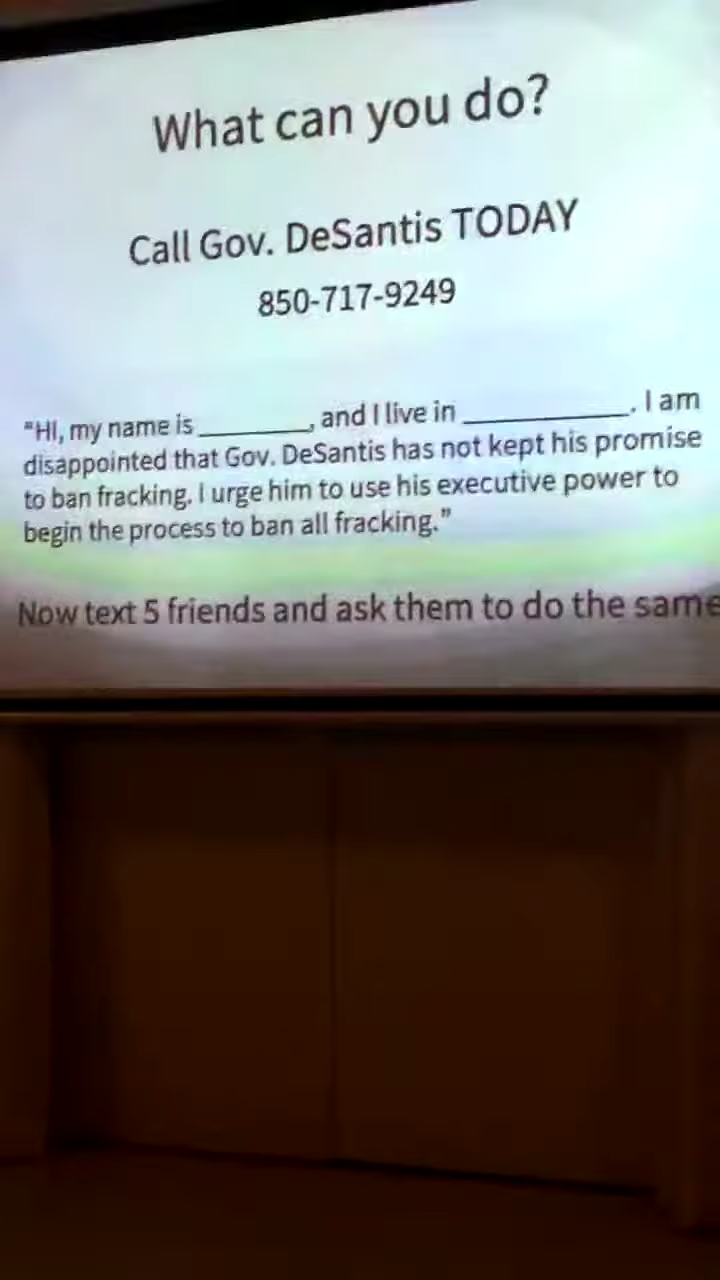 What can you do?
Call Gov. DeSantis TODAY
850-717-9249
"HI, my name is ________, and I live in ____________. I am
disappointed that Gov. DeSantis has not kept his promise
to ban fracking. I urge him to use his executive power to
begin the process to ban all fracking."
Now text 5 friends and ask them to do the same